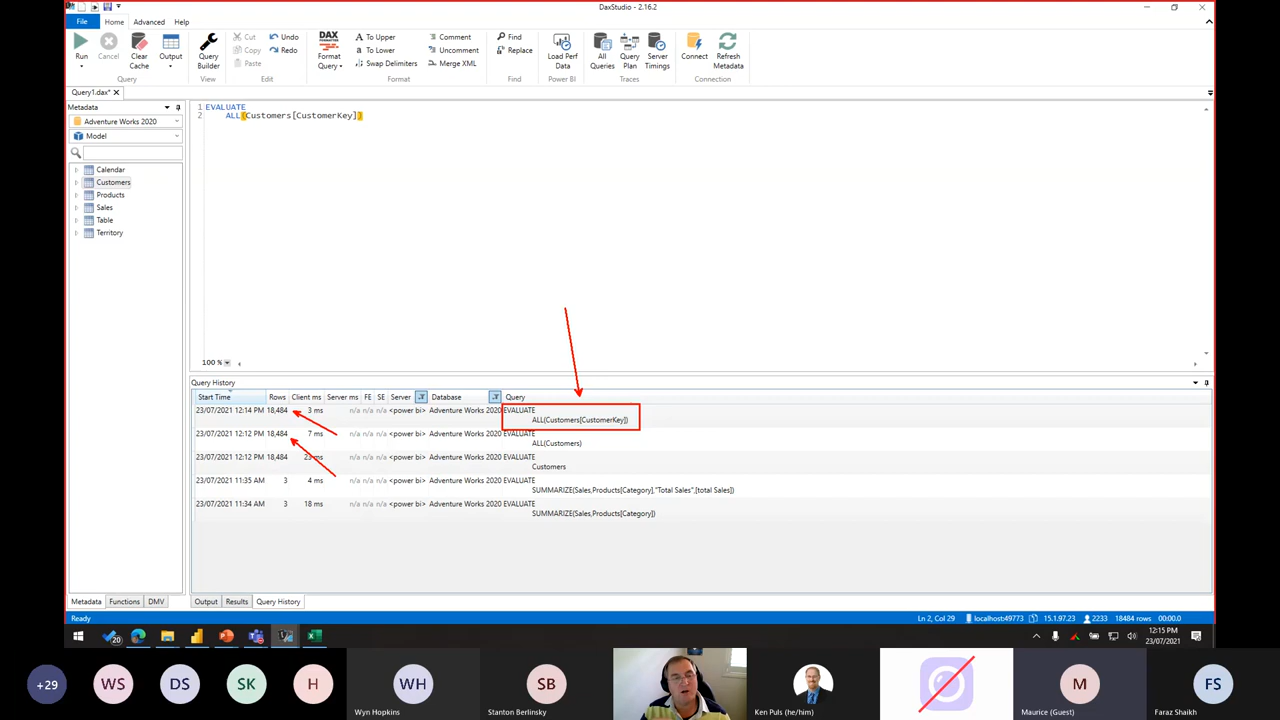 DaxStudio - 2.16.2
File Home Advanced Help
Run
Cancel
Clear
Cache
Output
Query
Builder
Cut
Copy
Paste
Undo
Redo
DAX
FORMATTER
Format
Query
To Upper
To Lower
Swap Delimiters
Comment
Uncomment
Merge XML
Find
Replace
Load Perf
Data
All
Queries
Query
Plan
Server
Timings
Connect
Refresh
Metadata
Query View Edit Format Find Power BI Traces Connection
Query1.dax*
Metadata
Adventure Works 2020
Model
Calendar
Customers
Products
Sales
Table
Territory
1 EVALUATE
2 ALL(Customers[CustomerKey])
100 %
Query History
Start Time Rows Client ms Server ms FE SE Server Database Query
23/07/2021 12:14 PM 18,484 3 ms n/a n/a n/a <power bi> Adventure Works 2020 EVALUATE
ALL(Customers[CustomerKey])
23/07/2021 12:12 PM 18,484 7 ms n/a n/a n/a <power bi> Adventure Works 2020 EVALUATE
ALL(Customers)
23/07/2021 12:12 PM 18,484 23 ms n/a n/a n/a <power bi> Adventure Works 2020 EVALUATE
Customers
23/07/2021 11:35 AM 3 4 ms n/a n/a n/a <power bi> Adventure Works 2020 EVALUATE
SUMMARIZE(Sales,Products[Category],"Total Sales",[total Sales])
23/07/2021 11:34 AM 3 18 ms n/a n/a n/a <power bi> Adventure Works 2020 EVALUATE
SUMMARIZE(Sales,Products[Category])
Metadata Functions DMV
Output Results Query History
Ready
Ln 2, Col 29 localhost:49773 15.1.97.23 2233 18484 rows 00:00.0
20
12:15 PM
23/07/2021
+29
WS
DS
SK
H
WH
Wyn Hopkins
SB
Stanton Berlinsky
Ken Puls (he/him)
M
Maurice (Guest)
FS
Faraz Shaikh